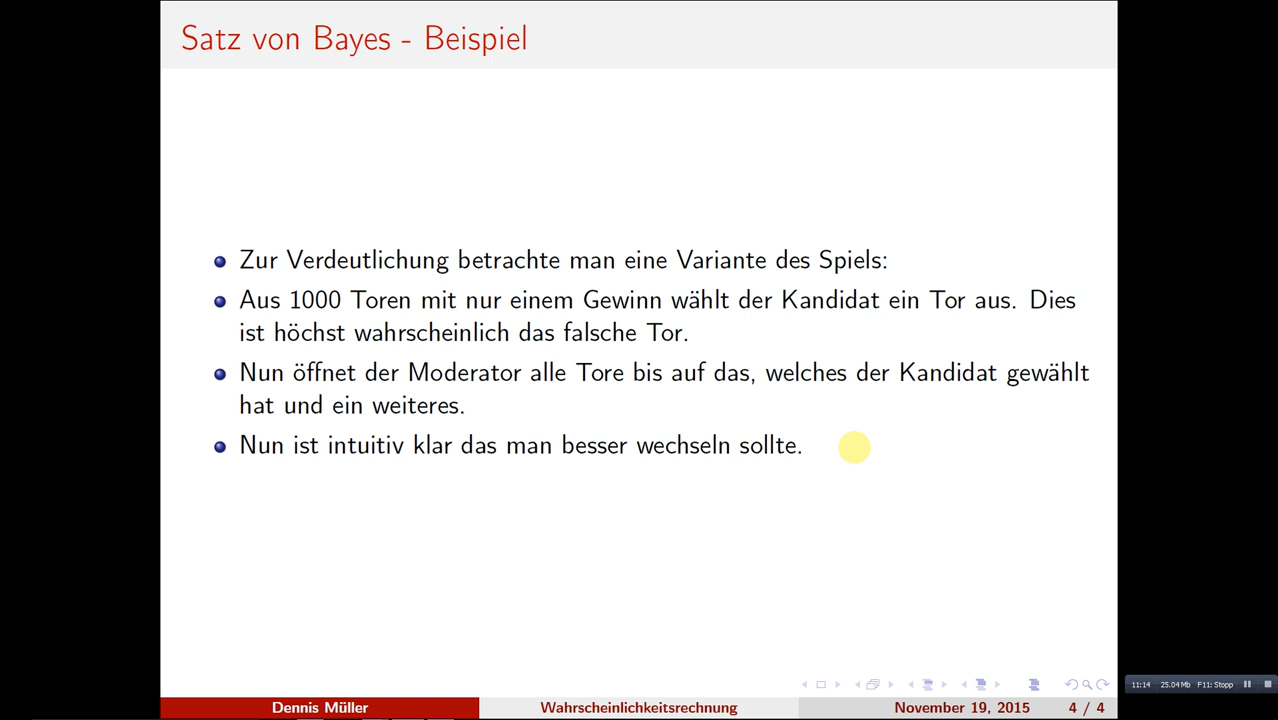 Satz von Bayes - Beispiel
Zur Verdeutlichung betrachte man eine Variante des Spiels:
Aus 1000 Toren mit nur einem Gewinn wählt der Kandidat ein Tor aus. Dies
ist höchst wahrscheinlich das falsche Tor.
Nun öffnet der Moderator alle Tore bis auf das, welches der Kandidat gewählt
hat und ein weiteres.
Nun ist intuitiv klar das man besser wechseln sollte.
11:14 25.04 Mb F11: Stopp
Dennis Müller Wahrscheinlichkeitsrechnung November 19, 2015 4 / 4